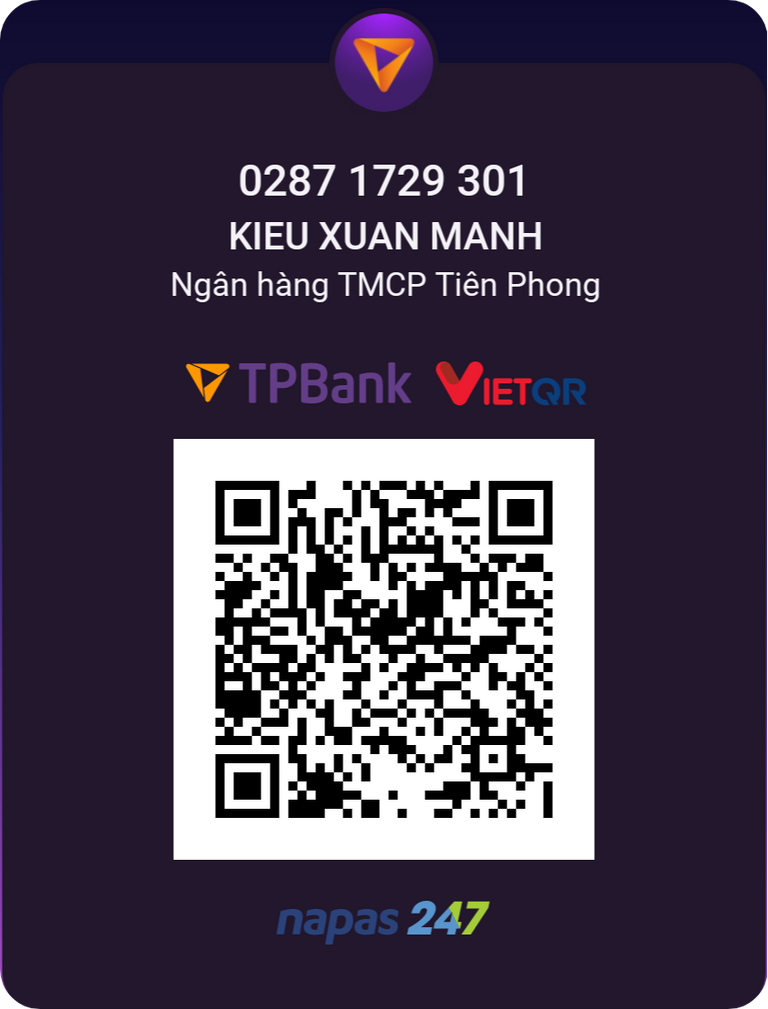 0287 1729 301
KIEU XUAN MANH
Ngân hàng TMCP Tiên Phong
TPBank VIETQR
napas 247